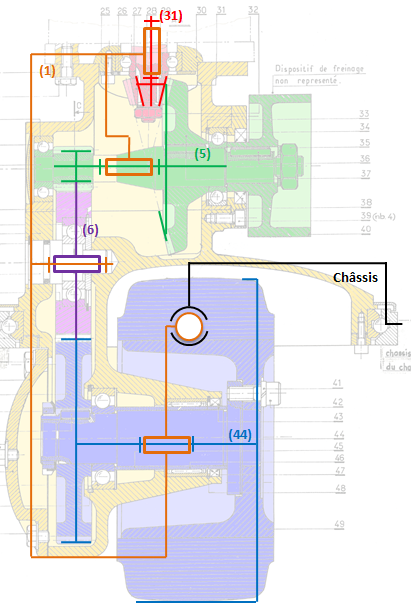 25 26 27 28 29 30 31 32
(31)
(1)
Dispositif de freinage
non représenté.
C
33
34
(5)
35
36
37
(6)
38
39 (nb 4)
40
Châssis
chassis
du cha
41
42
43
(44)
44
45
46
47
48
49